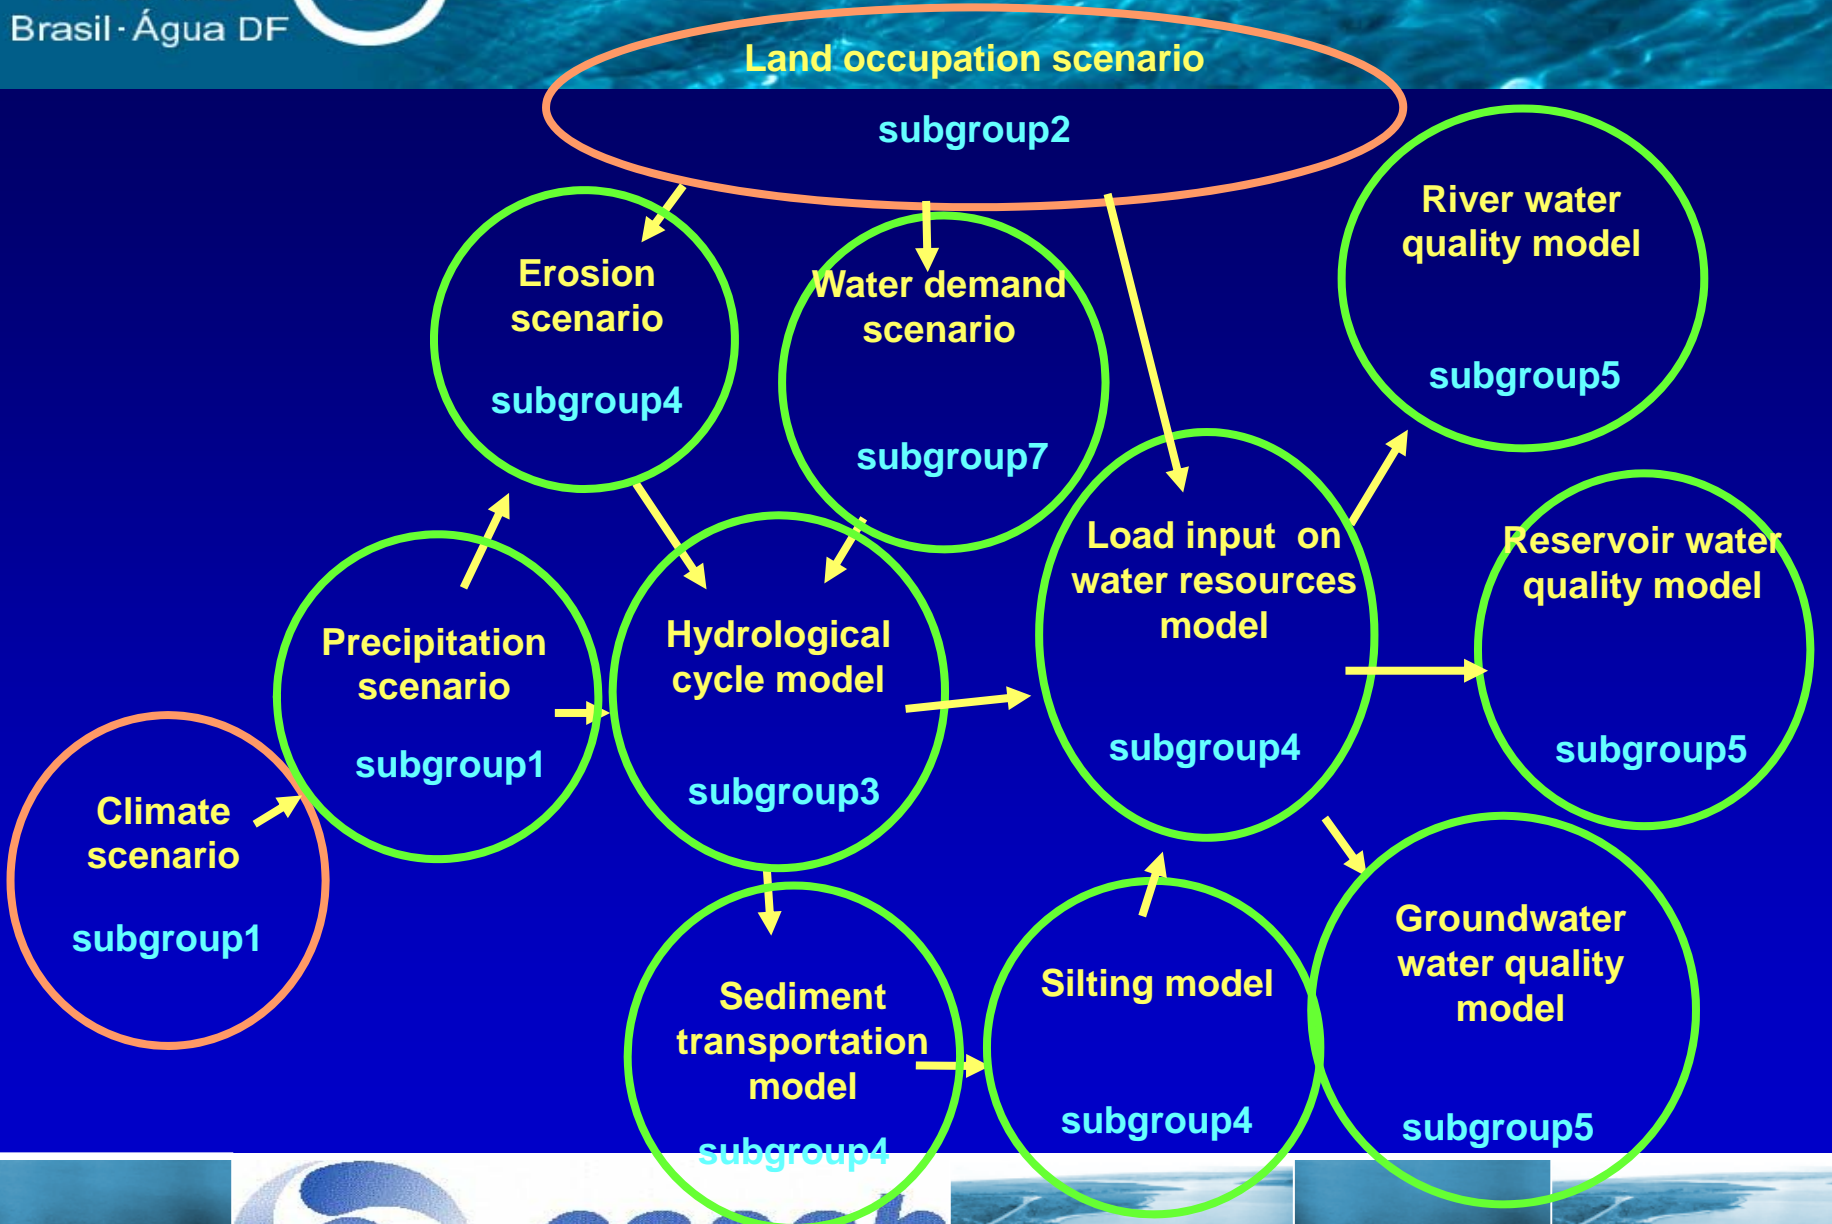 Brasil·Água DF
Land occupation scenario
subgroup2
River water
quality model
subgroup5
Erosion
scenario
subgroup4
Water demand
scenario
subgroup7
Load input on
water resources
model
subgroup4
Reservoir water
quality model
subgroup5
Precipitation
scenario
subgroup1
Hydrological
cycle model
subgroup3
Climate
scenario
subgroup1
Sediment
transportation
model
subgroup4
Silting model
subgroup4
Groundwater
water quality
model
subgroup5